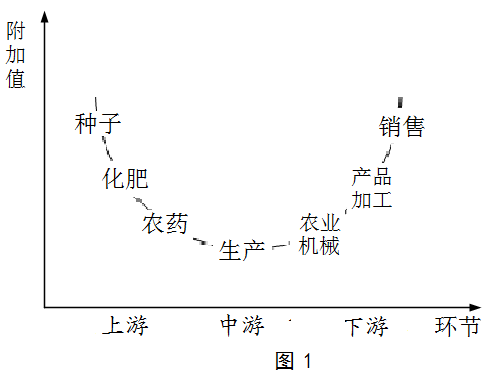 附
加
值
种子
化肥
农药
生产
农业
机械
产品
加工
销售
上游
中游
下游
环节
图 1